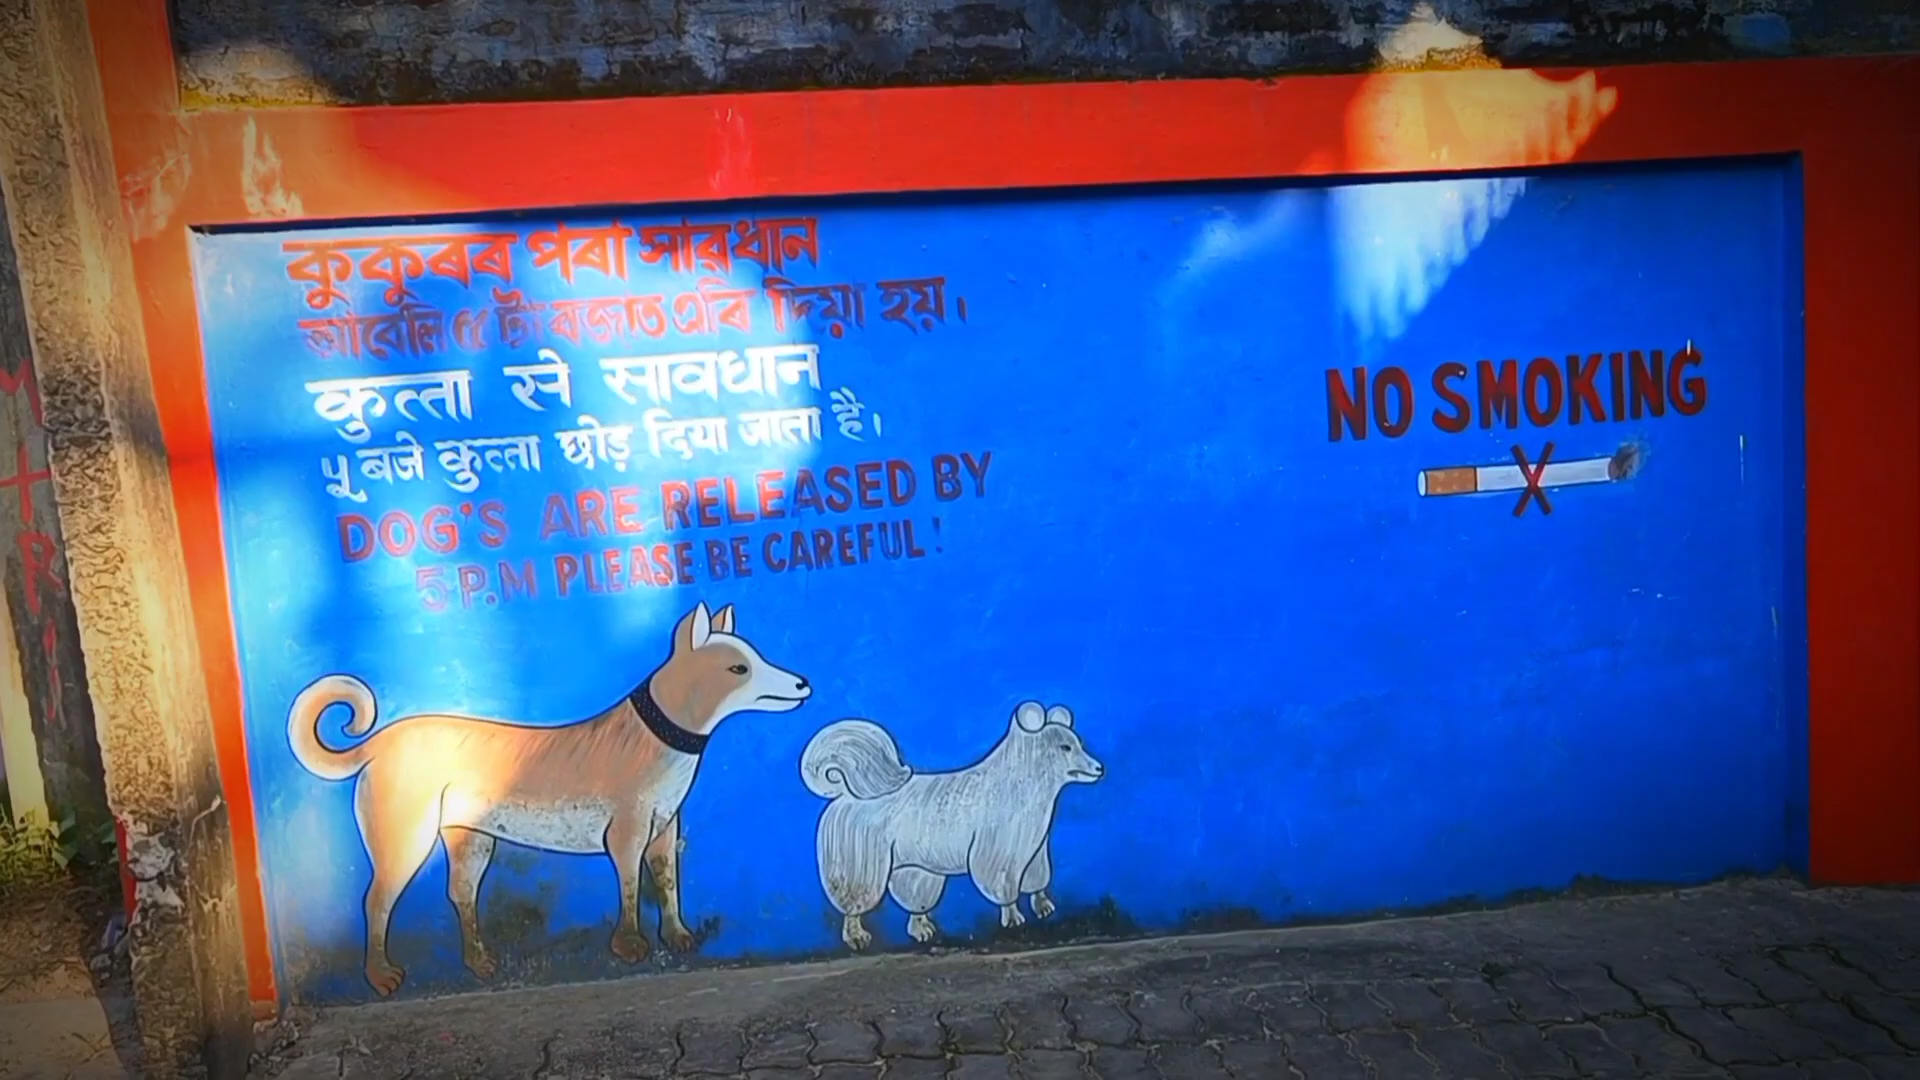 কুকুৰৰ পৰা সাৱধান
আবেলি ৫ টা বজাত এৰি দিয়া হয়।
कुत्ता से सावधान
५ बजे कुत्ता छोड़ दिया जाता है।
DOG'S ARE RELEASED BY
5 P.M PLEASE BE CAREFUL!
NO SMOKING